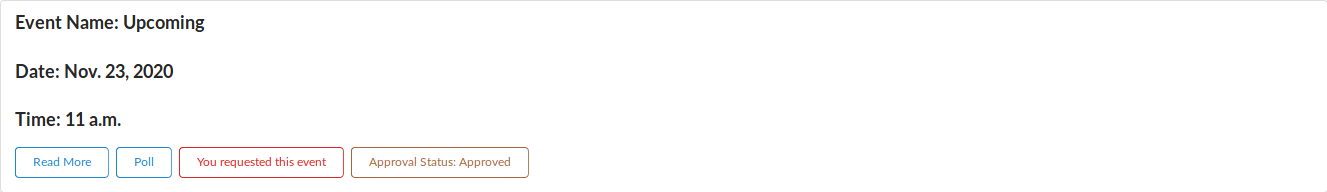 Event Name: Upcoming
Date: Nov. 23, 2020
Time: 11 a.m.
Read More Poll You requested this event Approval Status: Approved